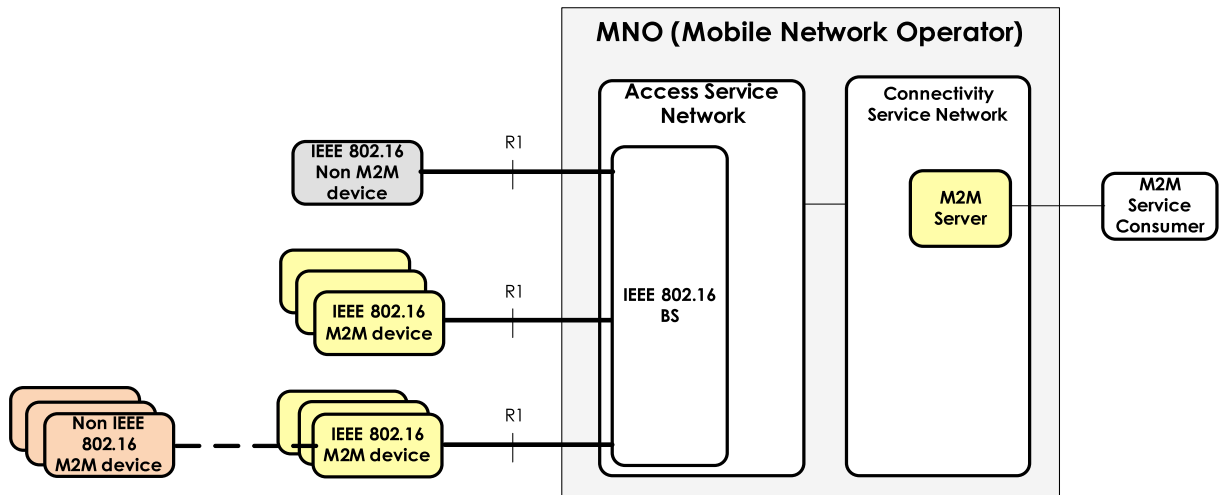 MNO (Mobile Network Operator)
Access Service
Network
Connectivity
Service Network
R1
IEEE 802.16
Non M2M
device
M2M
Server
M2M
Service
Consumer
R1
IEEE 802.16
M2M device
IEEE 802.16
BS
R1
Non IEEE
802.16
M2M device
IEEE 802.16
M2M device